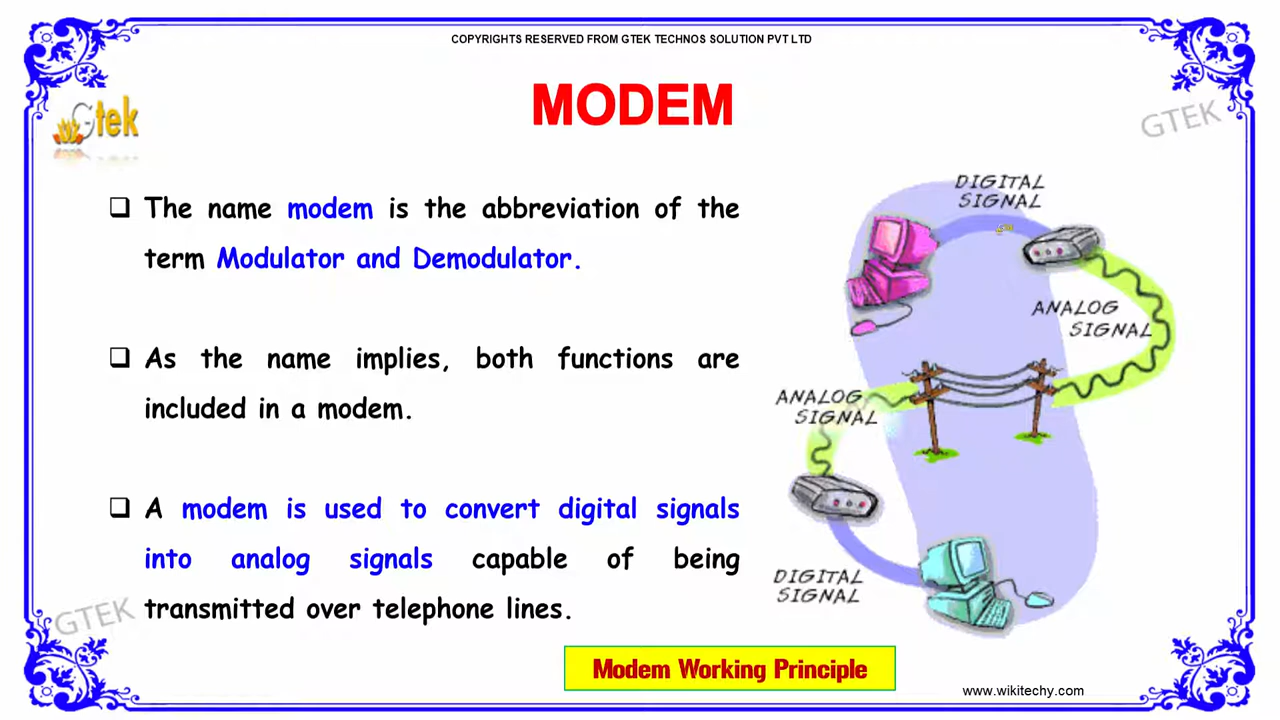 COPYRIGHTS RESERVED FROM GTEK TECHNOS SOLUTION PVT LTD
MODEM
Gtek
GTEK
The name modem is the abbreviation of the
term Modulator and Demodulator.
As the name implies, both functions are
included in a modem.
A modem is used to convert digital signals
into analog signals capable of being
transmitted over telephone lines.
DIGITAL
SIGNAL
ANALOG
SIGNAL
ANALOG
SIGNAL
DIGITAL
SIGNAL
GTEK
Modem Working Principle
www.wikitechy.com